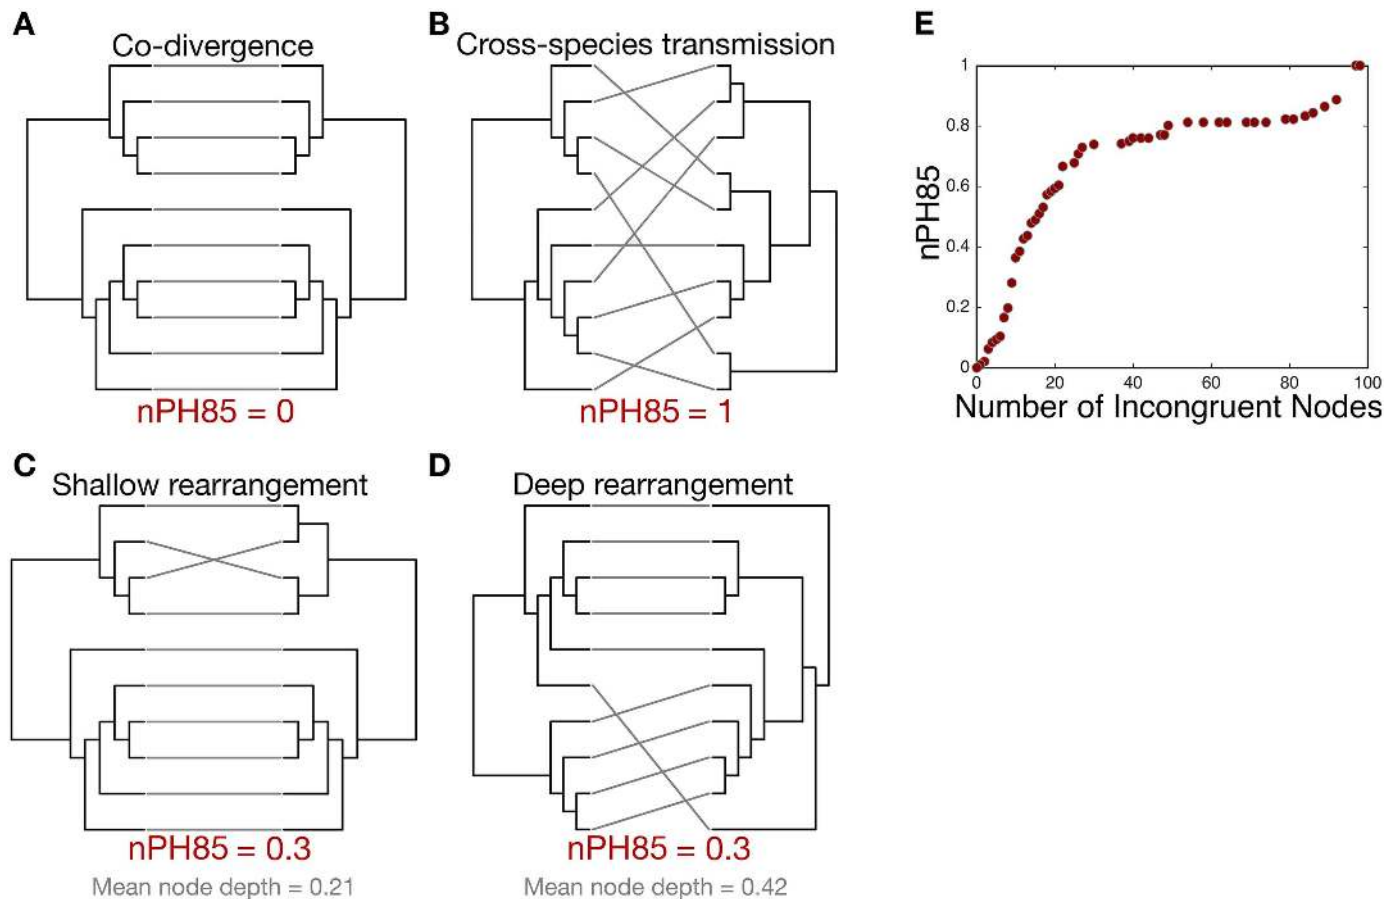 A
Co-divergence
nPH85 = 0
B
Cross-species transmission
nPH85 = 1
E
nPH85
1
0.8
0.6
0.4
0.2
0
0 20 40 60 80 100
Number of Incongruent Nodes
C
Shallow rearrangement
nPH85 = 0.3
Mean node depth = 0.21
D
Deep rearrangement
nPH85 = 0.3
Mean node depth = 0.42